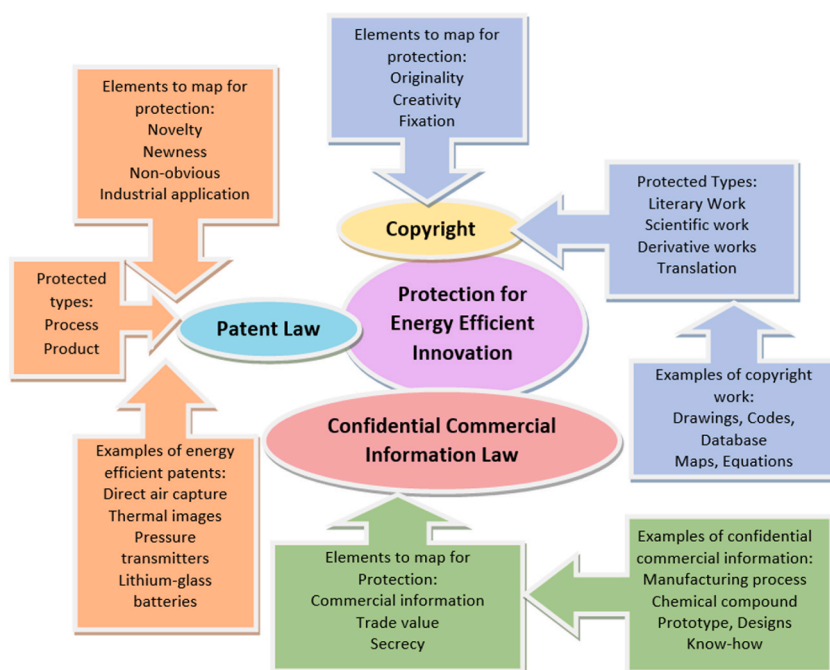 Elements to map for
protection:
Originality
Creativity
Fixation
Elements to map for
protection:
Novelty
Newness
Non-obvious
Industrial application
Protected Types:
Literary Work
Scientific work
Derivative works
Translation
Copyright
Protected
types:
Process
Product
Patent Law
Protection for
Energy Efficient
Innovation
Examples of copyright
work:
Drawings, Codes,
Database
Maps, Equations
Confidential Commercial
Information Law
Examples of energy
efficient patents:
Direct air capture
Thermal images
Pressure
transmitters
Lithium-glass
batteries
Elements to map for
Protection:
Commercial information
Trade value
Secrecy
Examples of confidential
commercial information:
Manufacturing process
Chemical compound
Prototype, Designs
Know-how